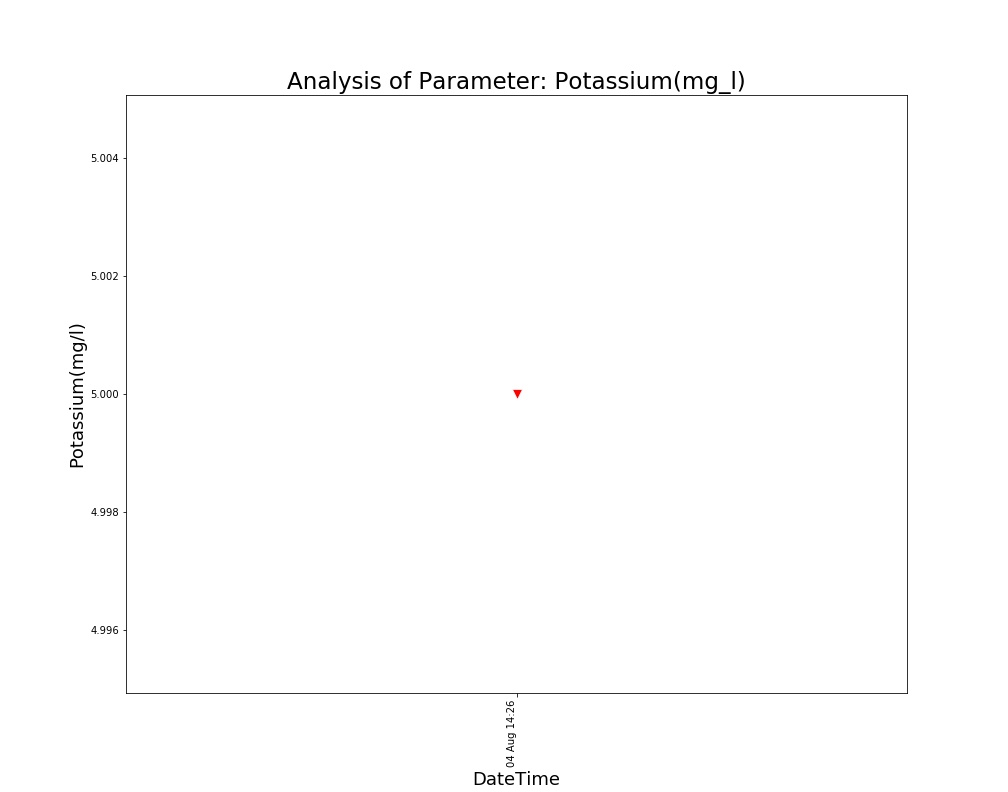 Analysis of Parameter: Potassium(mg_l)
5.004
5.002
5.000
4.998
4.996
Potassium(mg/l)
04 Aug 14:26
DateTime